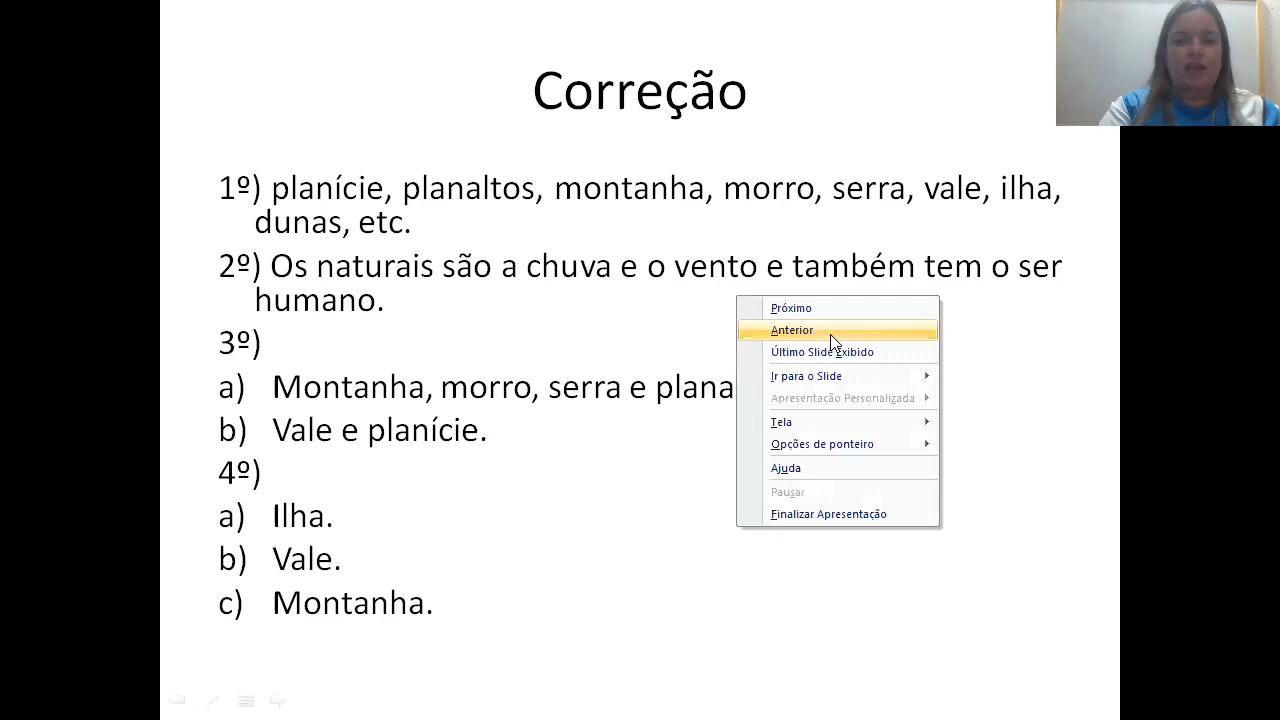 Correção
1º) planície, planaltos, montanha, morro, serra, vale, ilha,
dunas, etc.
2º) Os naturais são a chuva e o vento e também tem o ser
humano.
3º)
a) Montanha, morro, serra e plana
b) Vale e planície.
4º)
a) Ilha.
b) Vale.
c) Montanha.
Próximo
Anterior
Último Slide Exibido
Ir para o Slide
Apresentação Personalizada
Tela
Opções de ponteiro
Ajuda
Pausar
Finalizar Apresentação